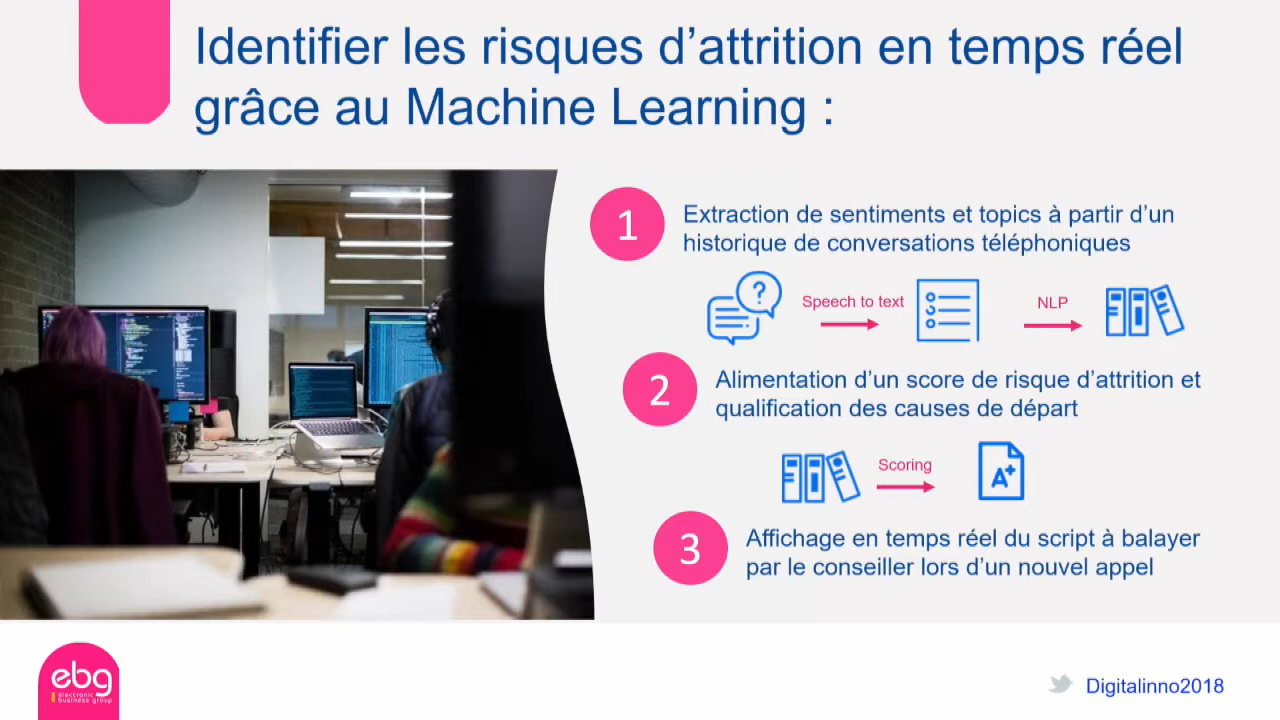 Identifier les risques d’attrition en temps réel
grâce au Machine Learning :
1
Extraction de sentiments et topics à partir d’un
historique de conversations téléphoniques
?
Speech to text
NLP
2
Alimentation d’un score de risque d’attrition et
qualification des causes de départ
Scoring
A+
3
Affichage en temps réel du script à balayer
par le conseiller lors d’un nouvel appel
ebg
electronic
business group
Digitalinno2018